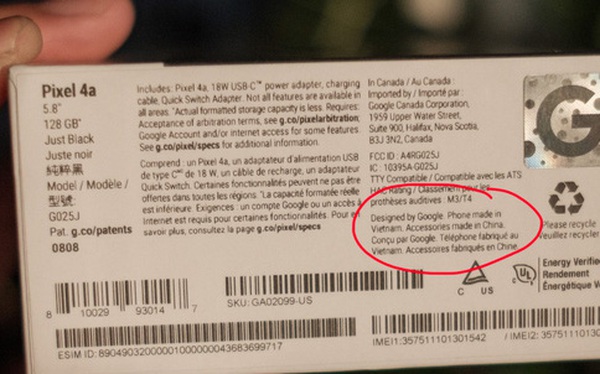 Pixel 4a
5.8"
128 GB*
Just Black
Juste noir
純粹黑
Model / Modèle /
型號:
G025J
Pat. g.co/patents
0808
Includes: Pixel 4a, 18W USB-C™ power adapter, charging
cable, Quick Switch Adapter. Not all features are available in
all areas. *Actual formatted storage capacity is less. Requires:
Acceptance of arbitration terms, see g.co/pixelarbitration;
Google Account and/or internet access for some features.
See g.co/pixel/specs for additional information.
Comprend : un Pixel 4a, un adaptateur d'alimentation USB
de type C MC de 18 W, un câble de recharge, un adaptateur
Quick Switch. Certaines fonctionnalités peuvent ne pas être
offertes dans toutes les régions. *La capacité formatée réelle
est inférieure. Exigences : un compte Google ou un accès à
Internet est requis pour certaines fonctionnalités. Pour en
savoir plus, consultez la page g.co/pixel/specs
In Canada / Au Canada :
Imported by / Importé par :
Google Canada Corporation,
1959 Upper Water Street,
Suite 900, Halifax, Nova Scotia,
B3J 3N2, Canada
FCC ID : A4RG025J
IC : 10395A-G025J
TTY Compatible / Compatible avec les ATS
HAC Rating / Classement pour les
prothèses auditives : M3/T4
Designed by Google. Phone made in
Vietnam. Accessories made in China.
Conçu par Google. Téléphone fabriqué au
Vietnam. Accessoires fabriqués en Chine.
G
Please recycle
Veuillez recycler
C US
UL
Energy Verified
Rendement
Énergétique V
8 10029 93014 7
SKU: GA02099-US
ESIM ID: 89049032000001000000043683699717
IMEI1: 357511101301542
/ IMEI2: 3575111013